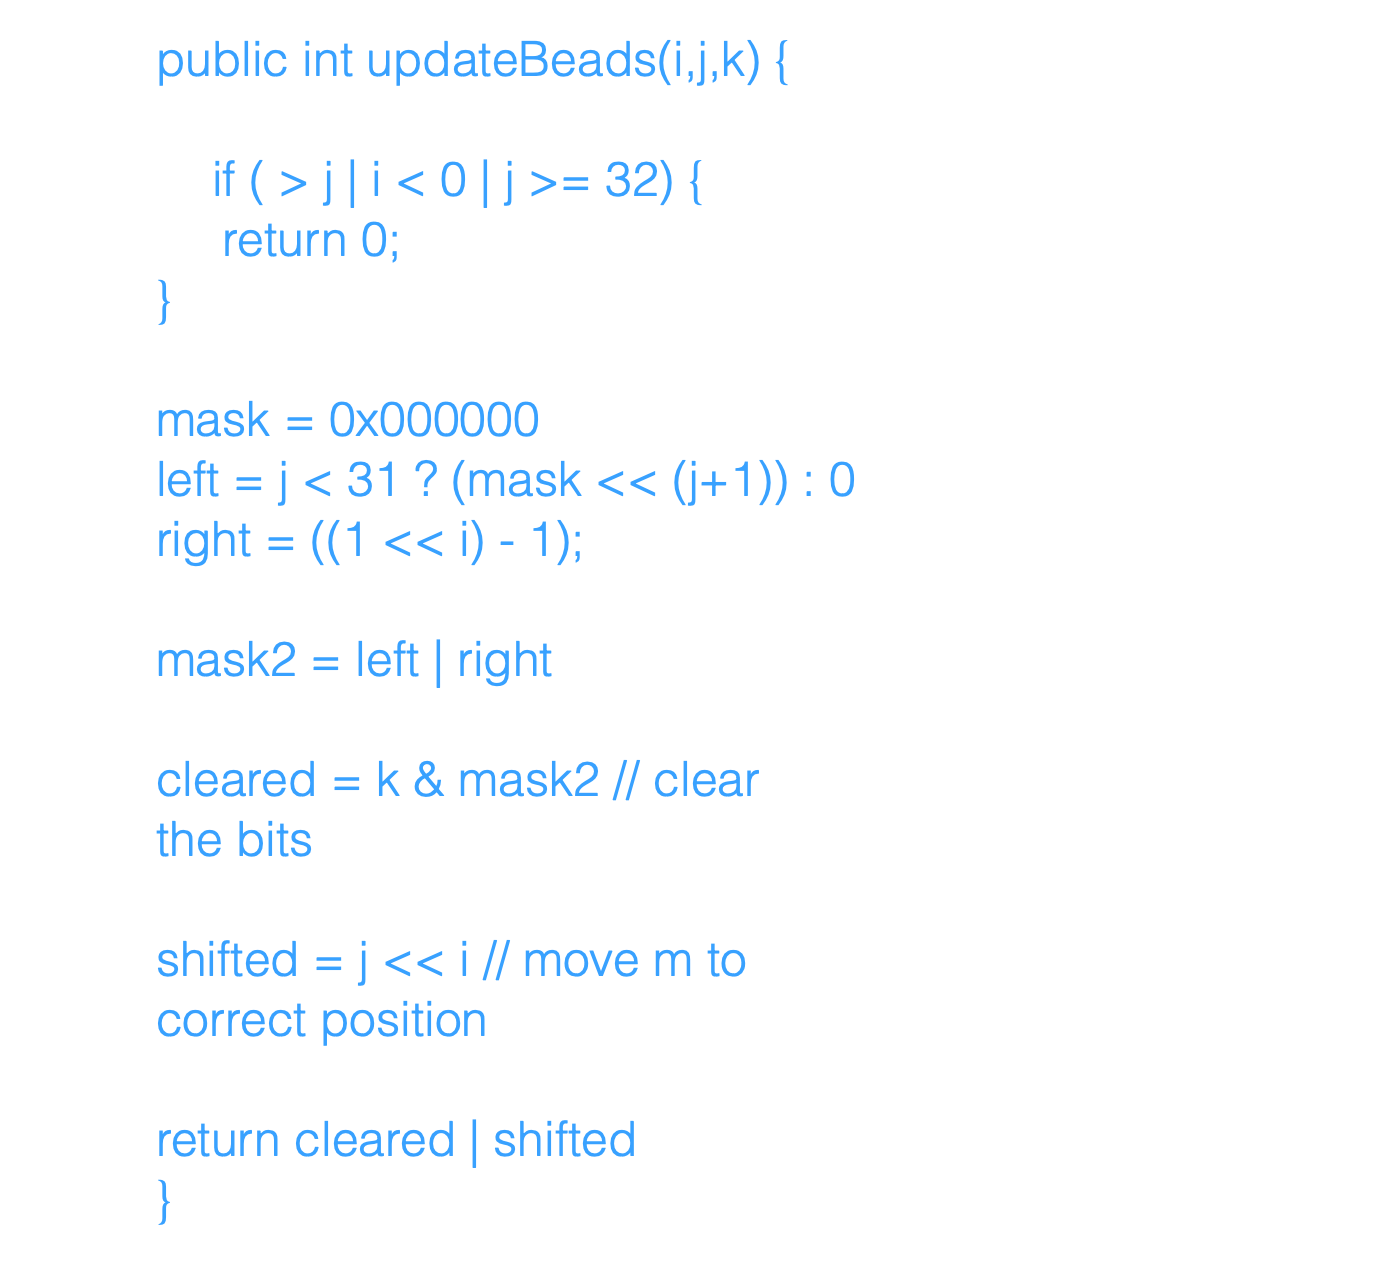 public int updateBeads(i,j,k) {
if ( > j | i < 0 | j >= 32) {
return 0;
}
mask = 0x000000
left = j < 31 ? (mask << (j+1)) : 0
right = ((1 << i) - 1);
mask2 = left | right
cleared = k & mask2 // clear
the bits
shifted = j << i // move m to
correct position
return cleared | shifted
}